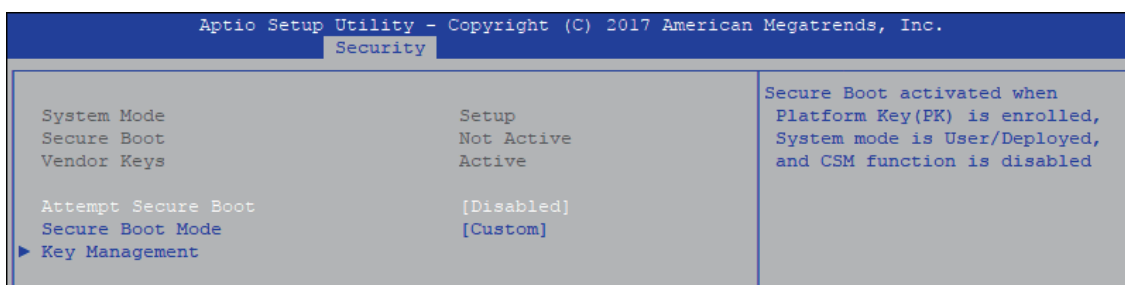 Aptio Setup Utility - Copyright (C) 2017 American Megatrends, Inc.
Security
System Mode Setup
Secure Boot Not Active
Vendor Keys Active
Attempt Secure Boot [Disabled]
Secure Boot Mode [Custom]
► Key Management
Secure Boot activated when
Platform Key(PK) is enrolled,
System mode is User/Deployed,
and CSM function is disabled